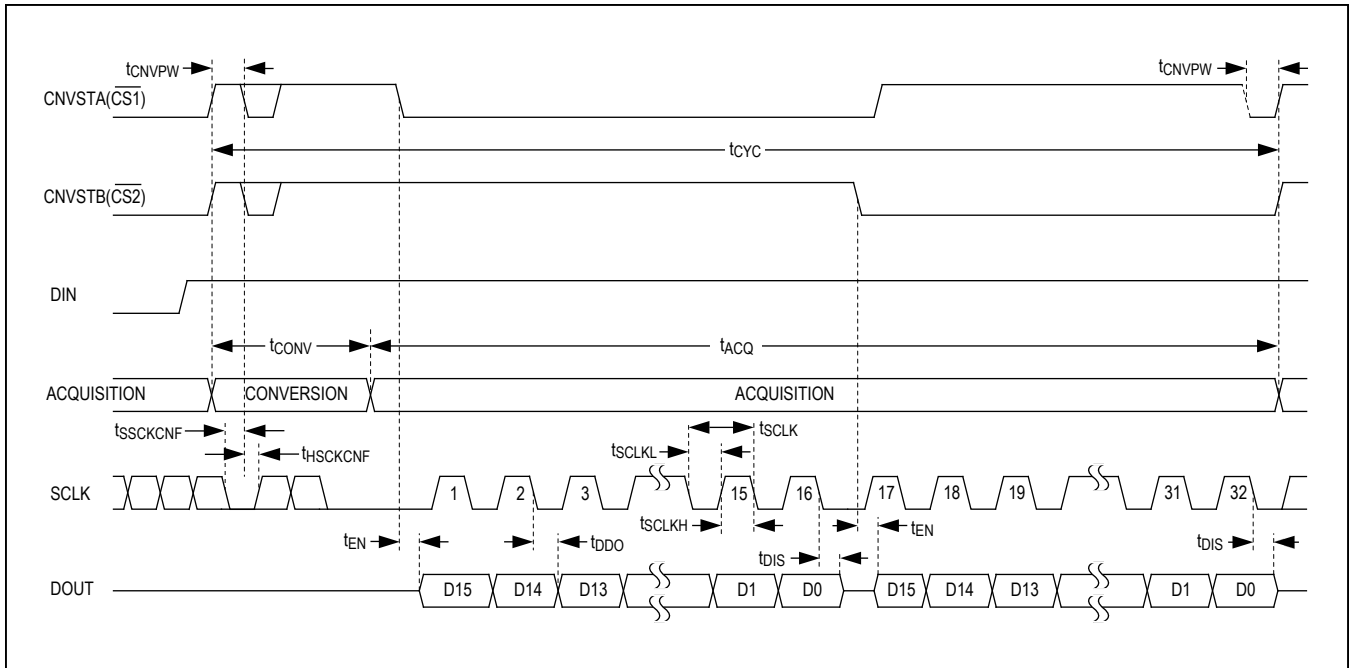 tCNVPW
tCNVPW
CNVSTA(CS1)
tCYC
CNVSTB(CS2)
DIN
tCONV
tACQ
ACQUISITION
CONVERSION
ACQUISITION
tSSCKCNF
tHSCKCNF
tSCLK
tSCLKL
SCLK
1
2
3
15
16
17
18
19
31
32
tSCLKH
tEN
tDDO
tDIS
tEN
tDIS
DOUT
D15
D14
D13
D1
D0
D15
D14
D13
D1
D0